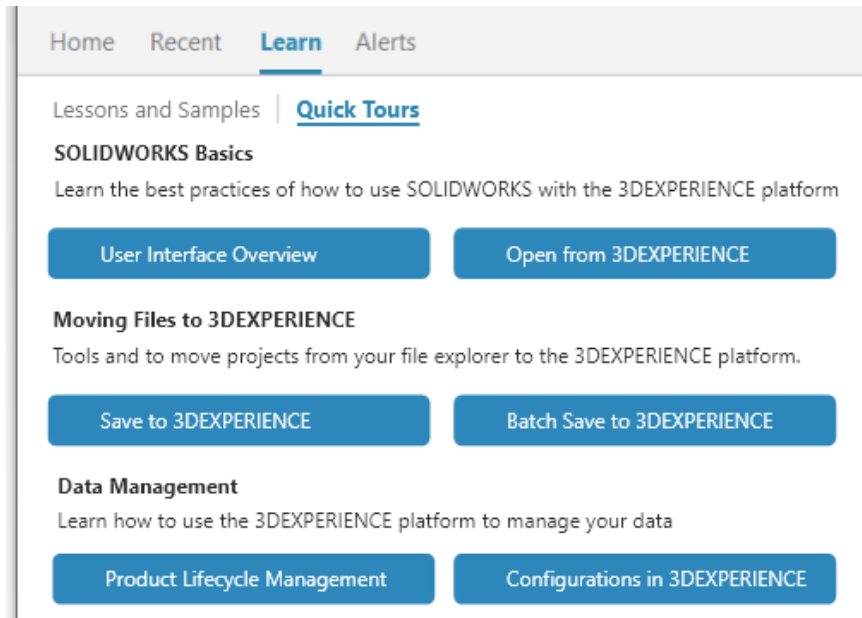 Home Recent Learn Alerts
Lessons and Samples Quick Tours
SOLIDWORKS Basics
Learn the best practices of how to use SOLIDWORKS with the 3DEXPERIENCE platform
User Interface Overview Open from 3DEXPERIENCE
Moving Files to 3DEXPERIENCE
Tools and to move projects from your file explorer to the 3DEXPERIENCE platform.
Save to 3DEXPERIENCE Batch Save to 3DEXPERIENCE
Data Management
Learn how to use the 3DEXPERIENCE platform to manage your data
Product Lifecycle Management Configurations in 3DEXPERIENCE